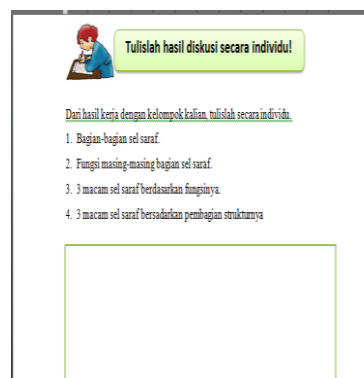 Tulislah hasil diskusi secara individu!
Dari hasil kerja dengan kelompok kalian, tulislah secara individu.
1. Bagian-bagian sel saraf.
2. Fungsi masing-masing bagian sel saraf.
3. 3 macam sel saraf berdasarkan fungsinya.
4. 3 macam sel saraf bersadarkan pembagian strukturnya